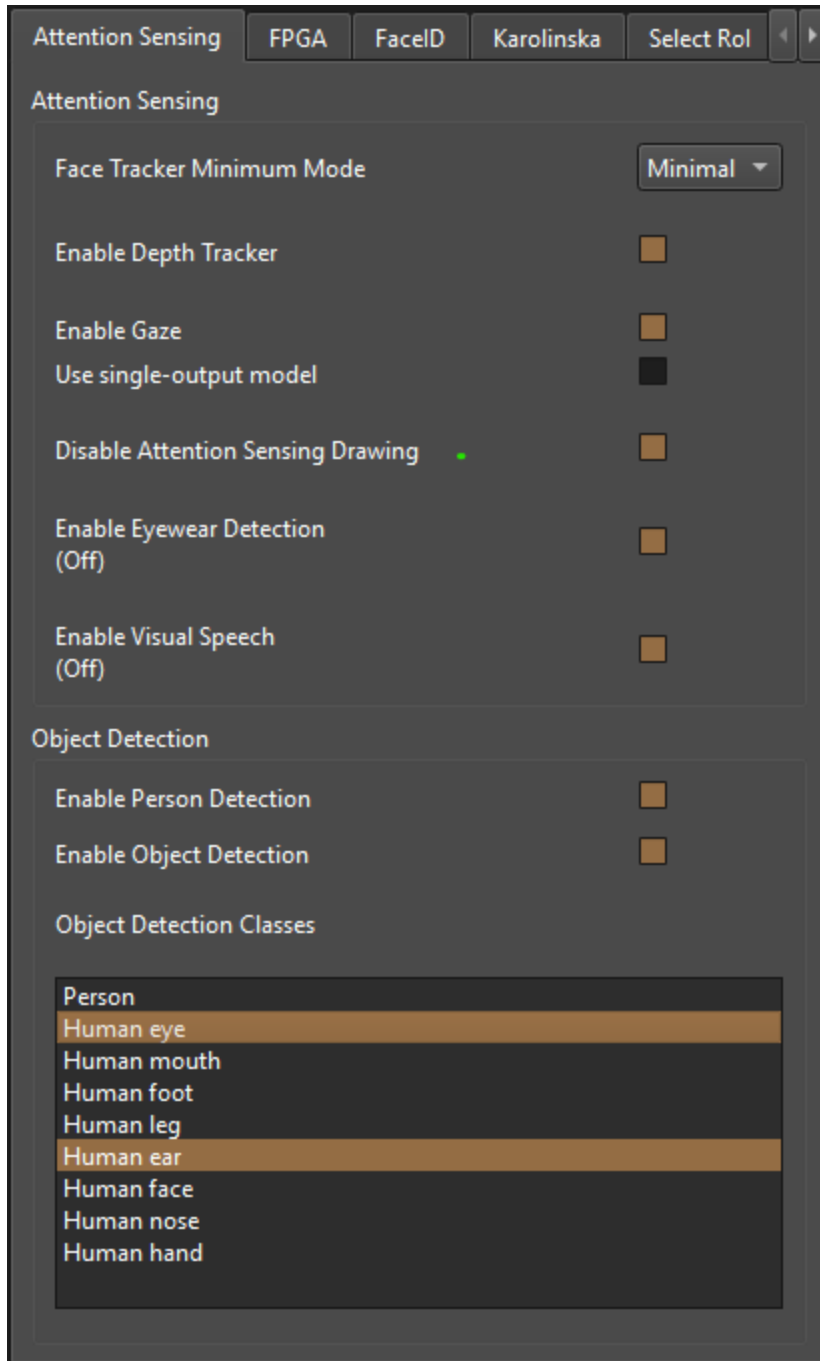 Attention Sensing
FPGA
FaceID
Karolinska
Select RoI
Attention Sensing
Face Tracker Minimum Mode
Minimal
Enable Depth Tracker
Enable Gaze
Use single-output model
Disable Attention Sensing Drawing
Enable Eyewear Detection
(Off)
Enable Visual Speech
(Off)
Object Detection
Enable Person Detection
Enable Object Detection
Object Detection Classes
Person
Human eye
Human mouth
Human foot
Human leg
Human ear
Human face
Human nose
Human hand